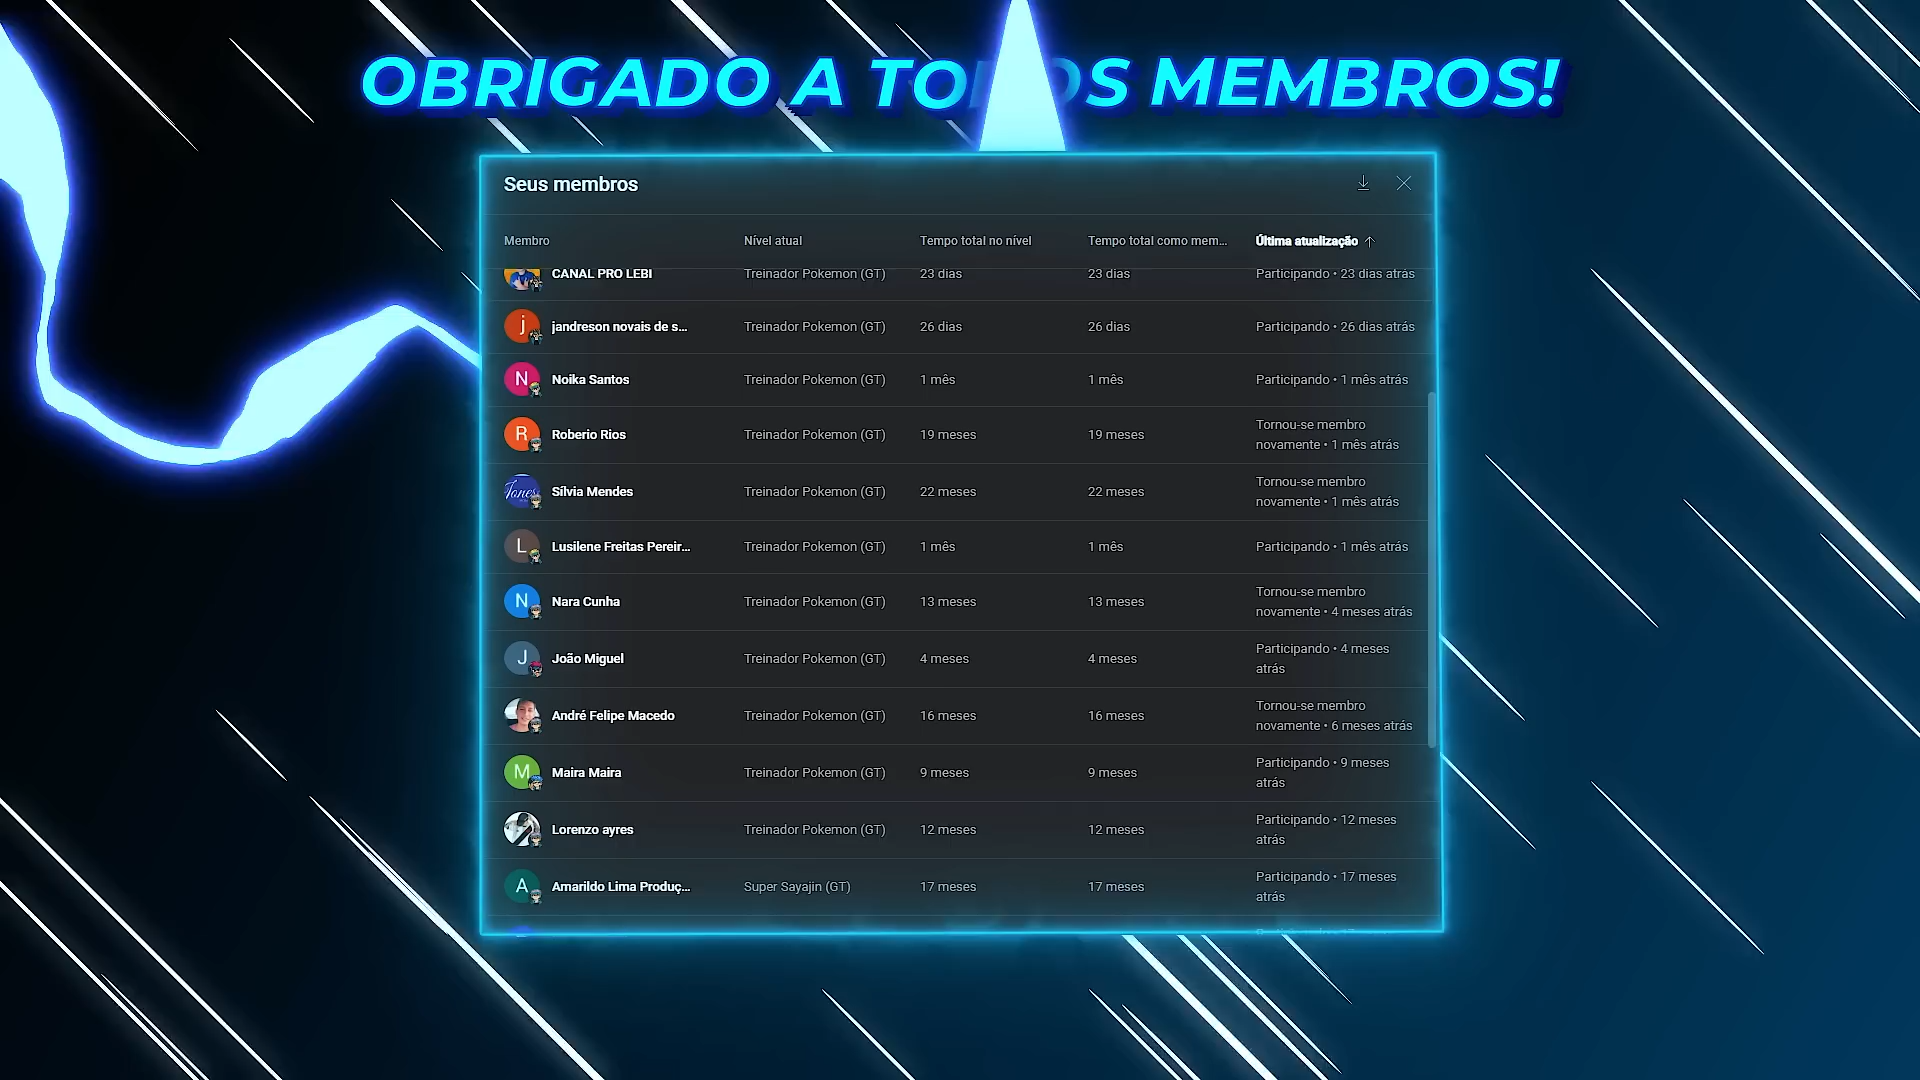 OBRIGADO A TODOS MEMBROS!
Seus membros
Membro Nível atual Tempo total no nível Tempo total como mem... Última atualização
CANAL PRO LEBI Treinador Pokemon (GT) 23 dias 23 dias Participando • 23 dias atrás
j jandreson novais de s... Treinador Pokemon (GT) 26 dias 26 dias Participando • 26 dias atrás
N Noika Santos Treinador Pokemon (GT) 1 mês 1 mês Participando • 1 mês atrás
R Roberio Rios Treinador Pokemon (GT) 19 meses 19 meses Tornou-se membro
novamente • 1 mês atrás
Jones Sílvia Mendes Treinador Pokemon (GT) 22 meses 22 meses Tornou-se membro
novamente • 1 mês atrás
L Lusilene Freitas Pereir... Treinador Pokemon (GT) 1 mês 1 mês Participando • 1 mês atrás
N Nara Cunha Treinador Pokemon (GT) 13 meses 13 meses Tornou-se membro
novamente • 4 meses atrás
J João Miguel Treinador Pokemon (GT) 4 meses 4 meses Participando • 4 meses
atrás
André Felipe Macedo Treinador Pokemon (GT) 16 meses 16 meses Tornou-se membro
novamente • 6 meses atrás
M Maira Maira Treinador Pokemon (GT) 9 meses 9 meses Participando • 9 meses
atrás
Lorenzo ayres Treinador Pokemon (GT) 12 meses 12 meses Participando • 12 meses
atrás
A Amarildo Lima Produç... Super Sayajin (GT) 17 meses 17 meses Participando • 17 meses
atrás